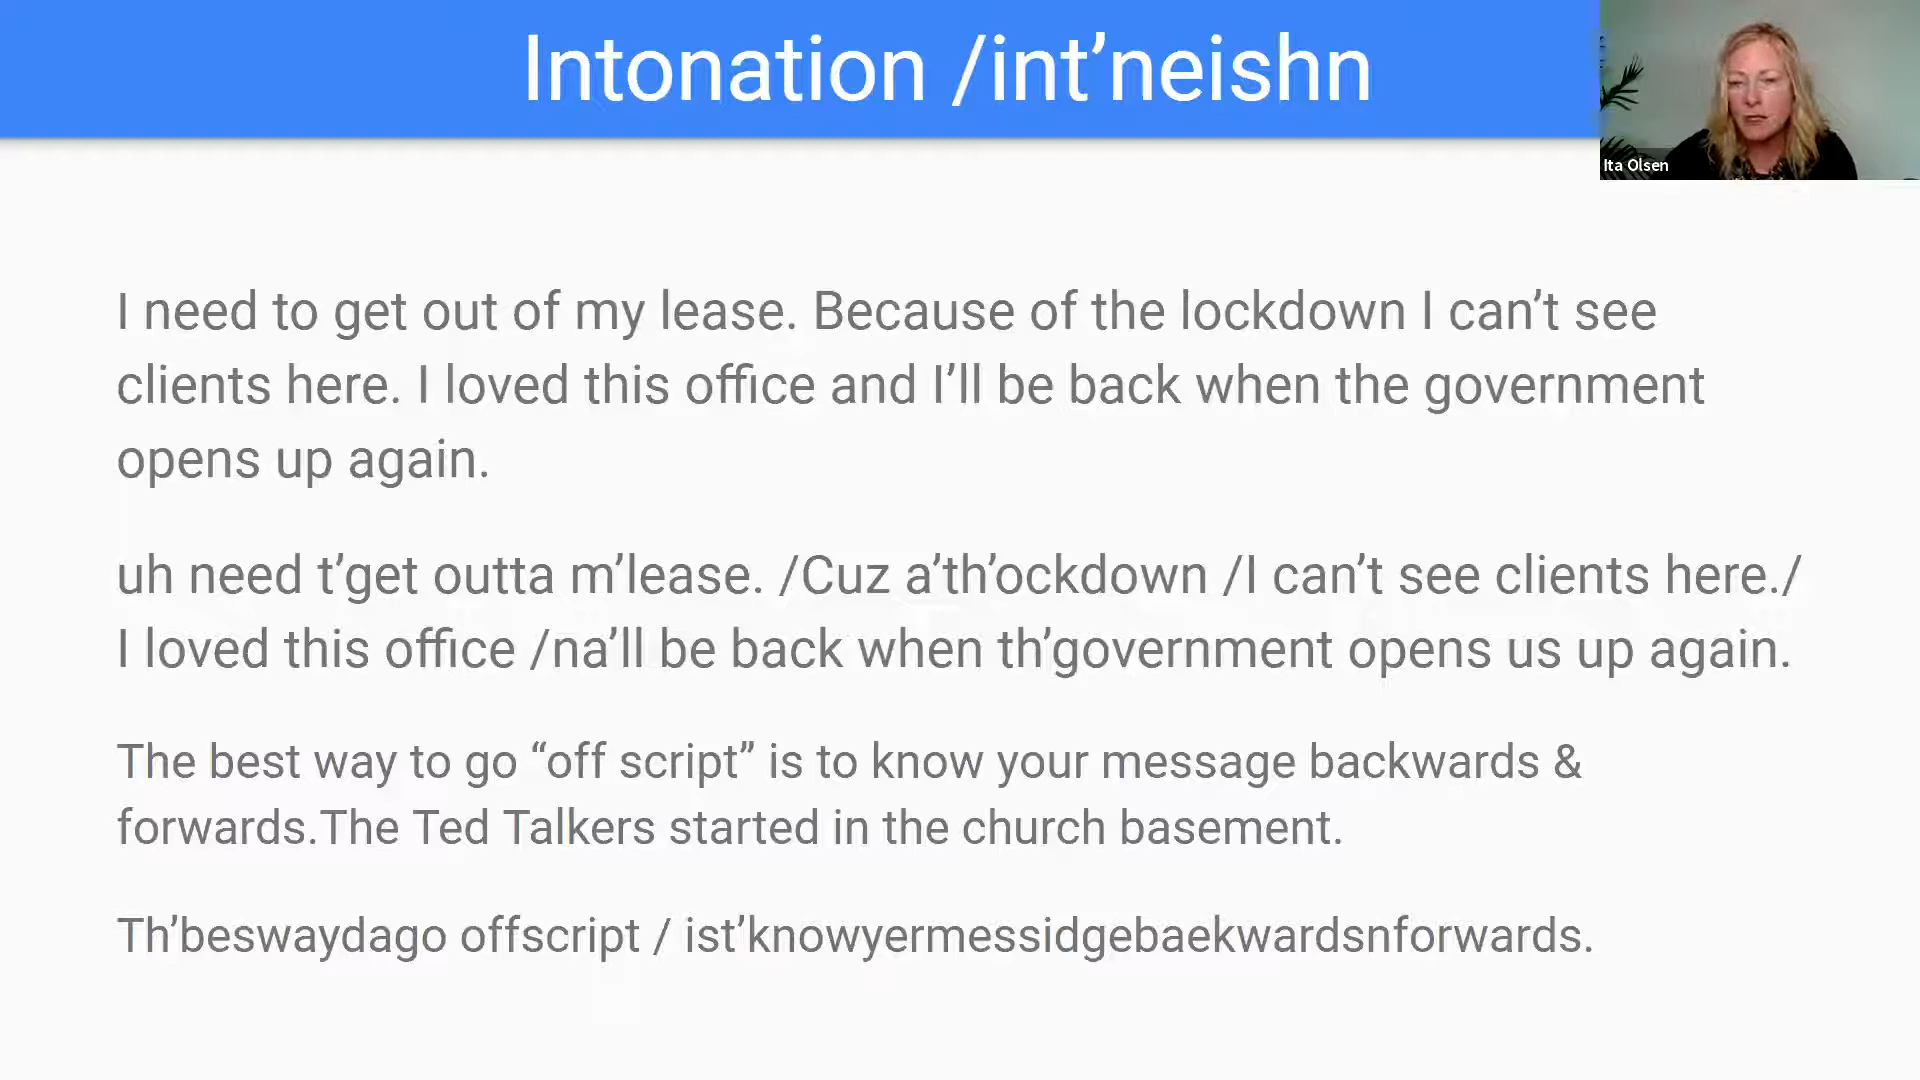 Intonation /int’neishn
Ita Olsen
I need to get out of my lease. Because of the lockdown I can’t see
clients here. I loved this office and I’ll be back when the government
opens up again.
uh need t’get outta m’lease. /Cuz a’th’ockdown /I can’t see clients here./
I loved this office /na’ll be back when th’government opens us up again.
The best way to go “off script” is to know your message backwards &
forwards.The Ted Talkers started in the church basement.
Th’beswaydago offscript / ist’knowyermessidgebaekwardsnforwards.